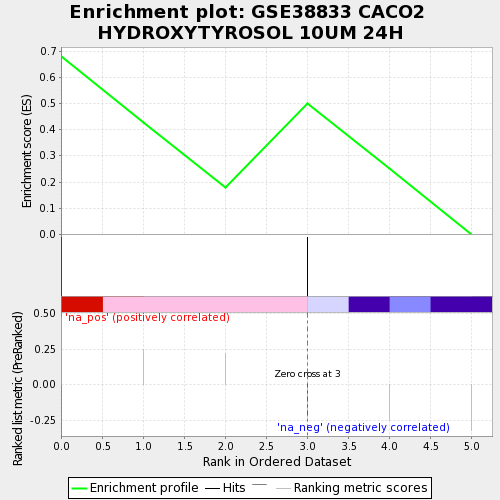 Enrichment plot: GSE38833 CACO2
HYDROXYTYROSOL 10UM 24H
Enrichment score (ES)
0.7
0.6
0.5
0.4
0.3
0.2
0.1
0.0
'na_pos' (positively correlated)
Ranked list metric (PreRanked)
0.50
0.25
0.00
-0.25
Zero cross at 3
'na_neg' (negatively correlated)
0.0 0.5 1.0 1.5 2.0 2.5 3.0 3.5 4.0 4.5 5.0
Rank in Ordered Dataset
Enrichment profile Hits Ranking metric scores